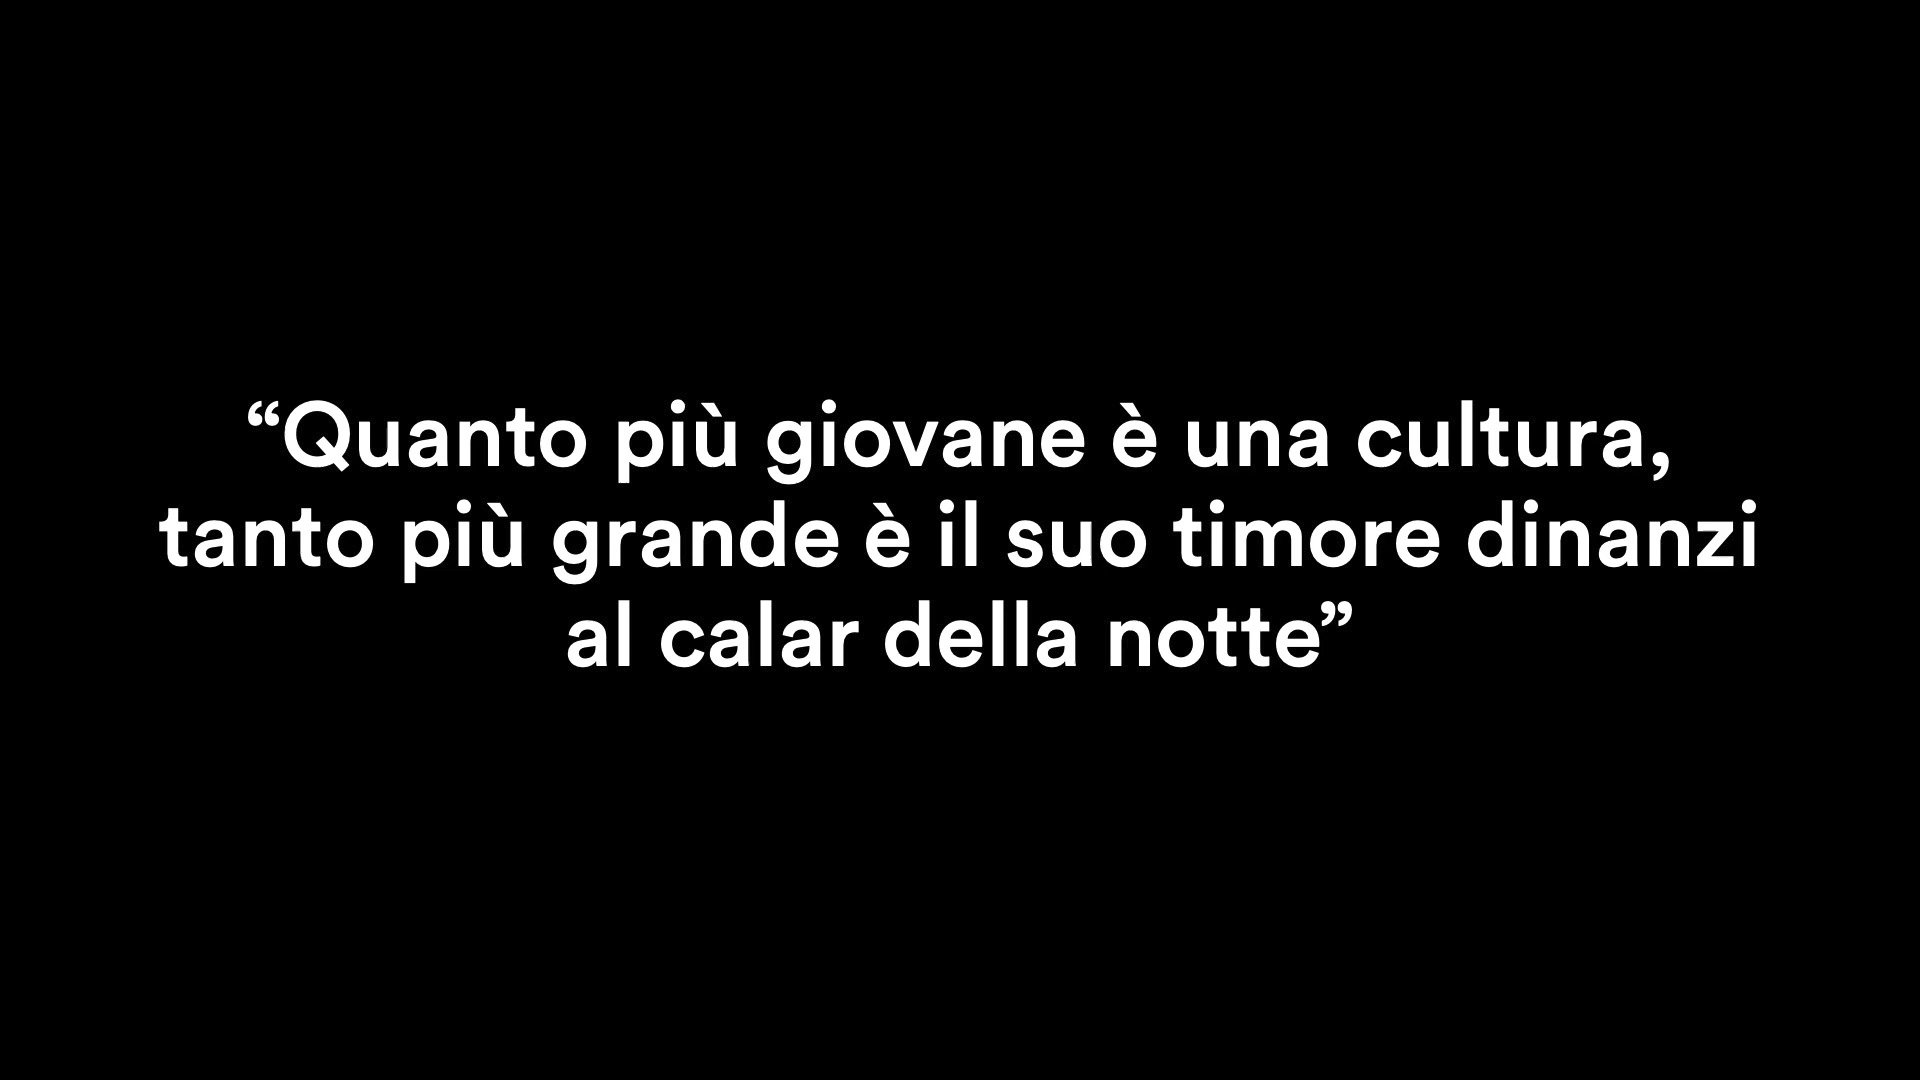 “Quanto più giovane è una cultura,
tanto più grande è il suo timore dinanzi
al calar della notte”